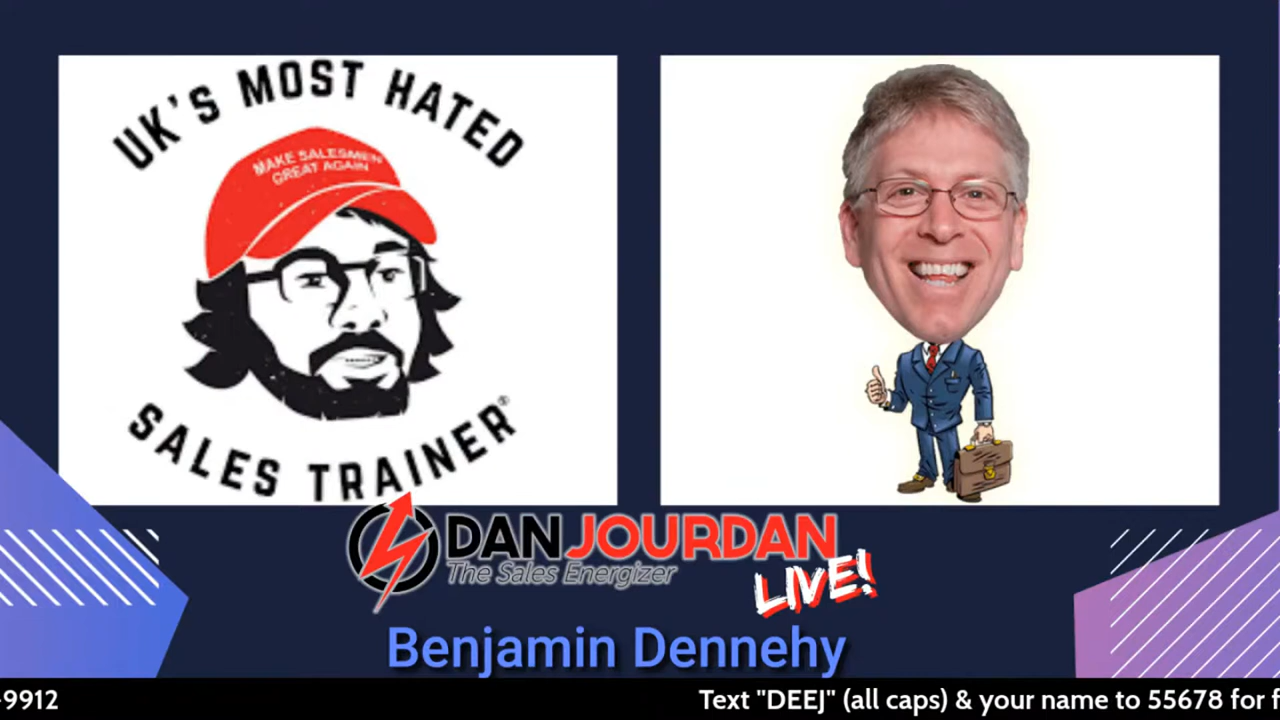 UK'S MOST HATED
MAKE SALESMEN
GREAT AGAIN
SALES TRAINER®
DAN JOURDAN
The Sales Energizer
LIVE!
Benjamin Dennehy
-9912 Text "DEEJ" (all caps) & your name to 55678 for f